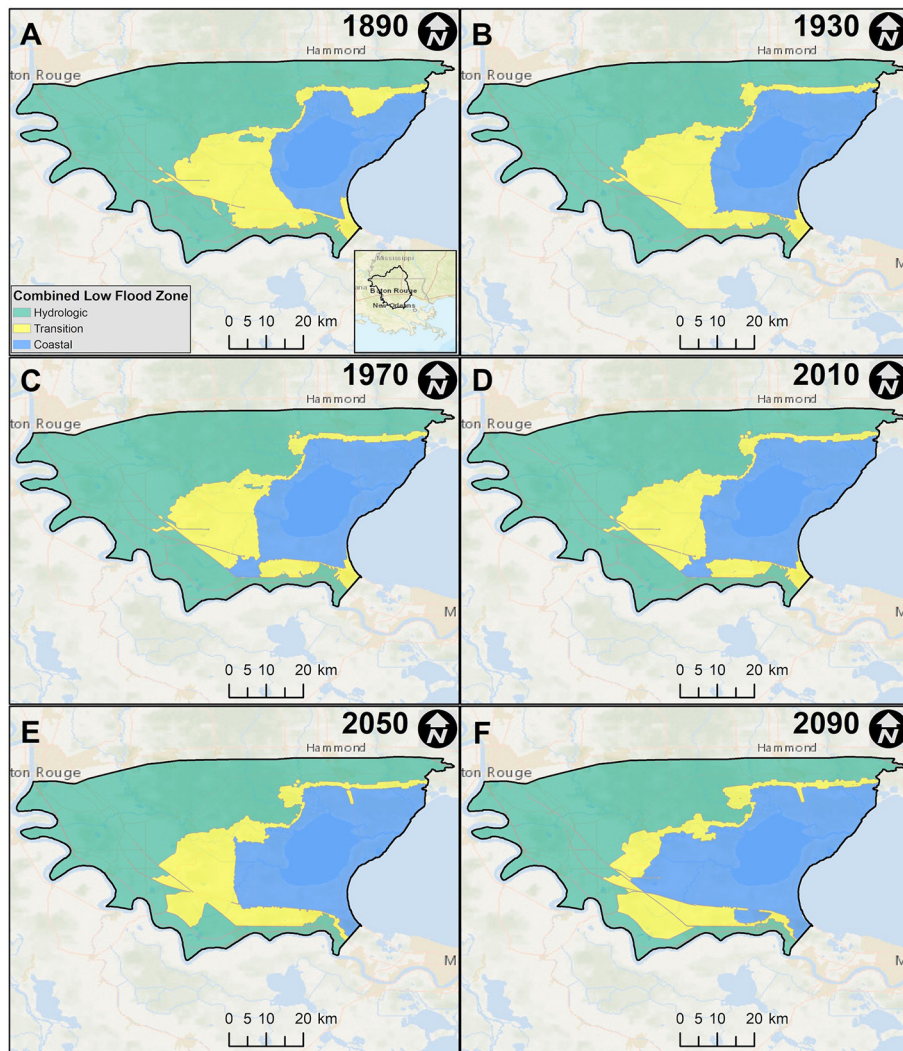 A
1890
N
Hammond
ton Rouge
Mississippi
ana
Baton Rouge
New Orleans
Combined Low Flood Zone
Hydrologic
Transition
Coastal
0 5 10 20 km
B
1930
N
Hammond
ton Rouge
M
0 5 10 20 km
C
1970
N
Hammond
ton Rouge
M
0 5 10 20 km
D
2010
N
Hammond
ton Rouge
M
0 5 10 20 km
E
2050
N
Hammond
ton Rouge
M
0 5 10 20 km
F
2090
N
Hammond
ton Rouge
M
0 5 10 20 km